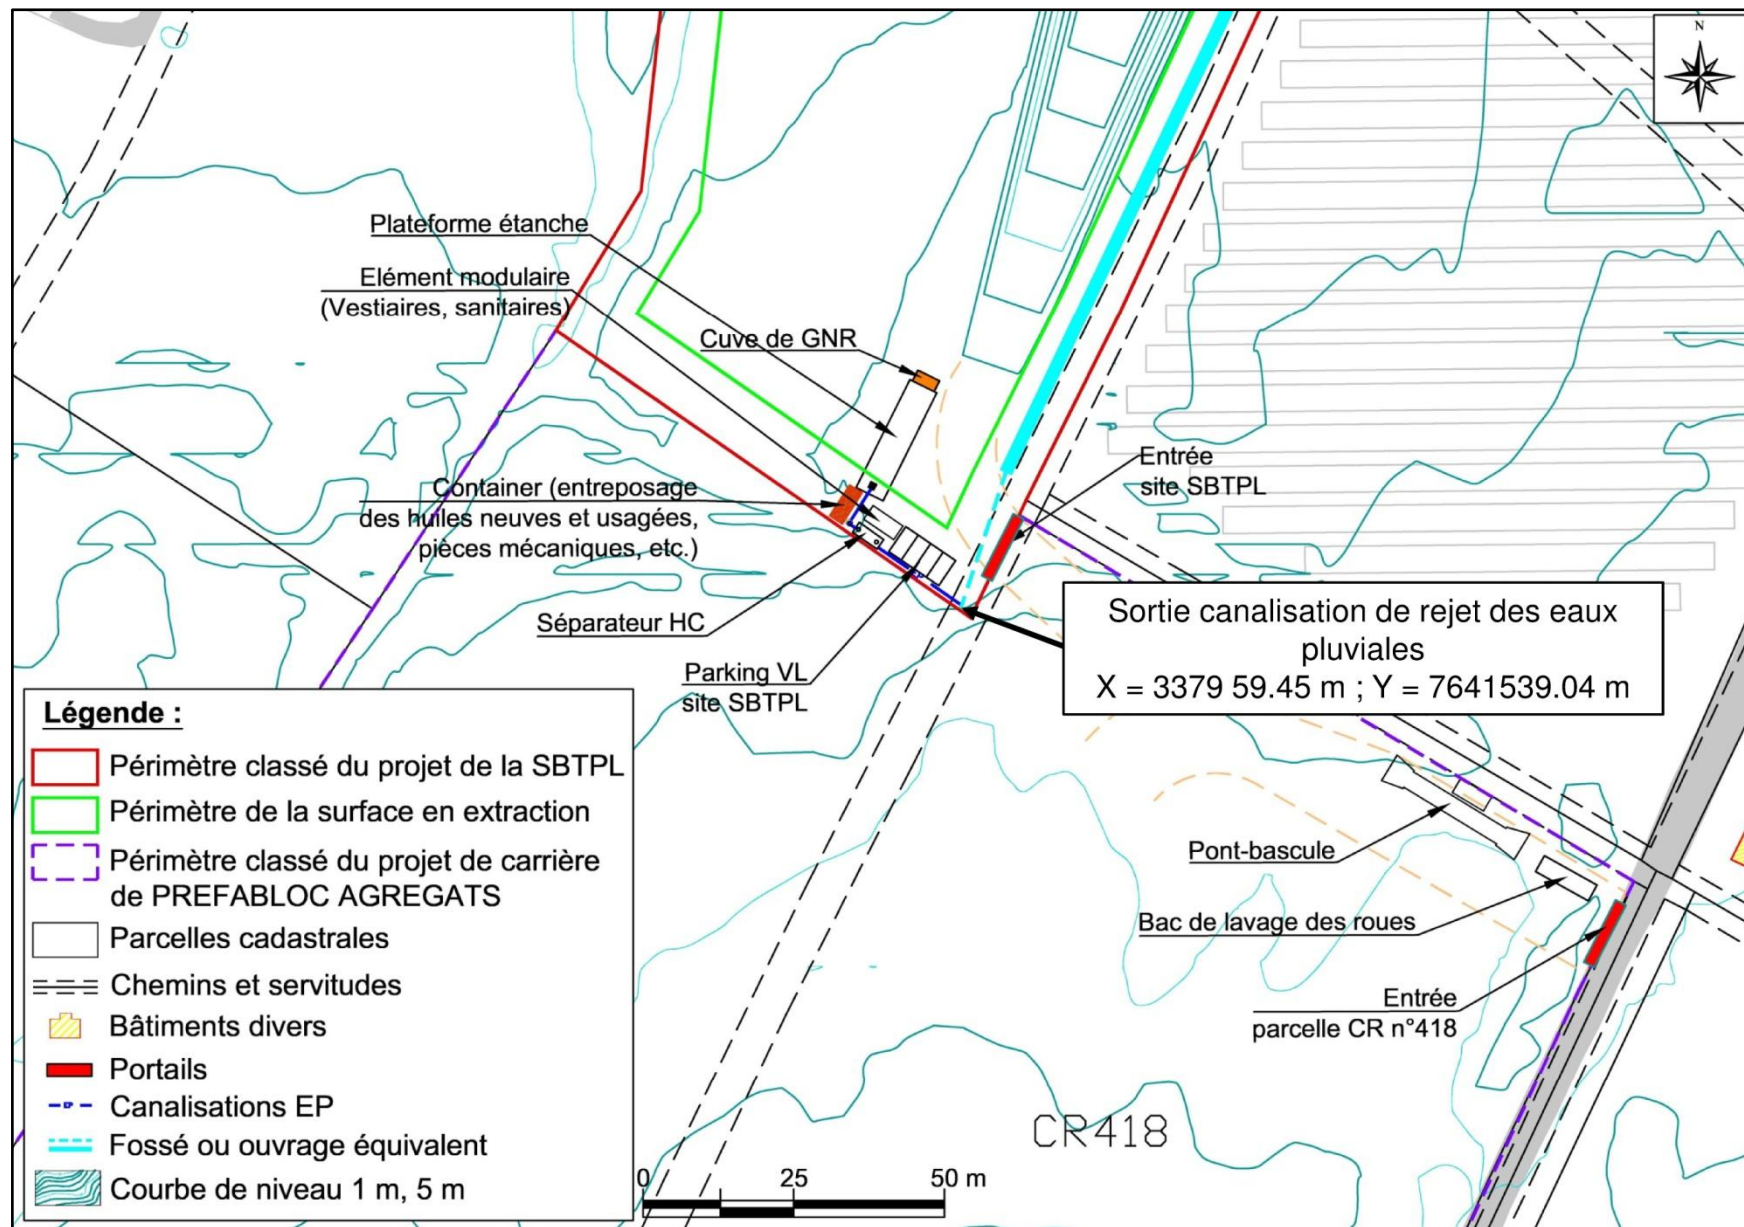 N
Plateforme étanche
Elément modulaire
(Vestiaires, sanitaires)
Cuve de GNR
Container (entreposage
des huiles neuves et usagées,
pièces mécaniques, etc.)
Entrée
site SBTPL
Séparateur HC
Parking VL
site SBTPL
Sortie canalisation de rejet des eaux
pluviales
X = 3379 59.45 m ; Y = 7641539.04 m
Pont-bascule
Bac de lavage des roues
Entrée
parcelle CR n°418
CR418
0 25 50 m
Légende :
Périmètre classé du projet de la SBTPL
Périmètre de la surface en extraction
Périmètre classé du projet de carrière
de PREFABLOC AGREGATS
Parcelles cadastrales
Chemins et servitudes
Bâtiments divers
Portails
Canalisations EP
Fossé ou ouvrage équivalent
Courbe de niveau 1 m, 5 m